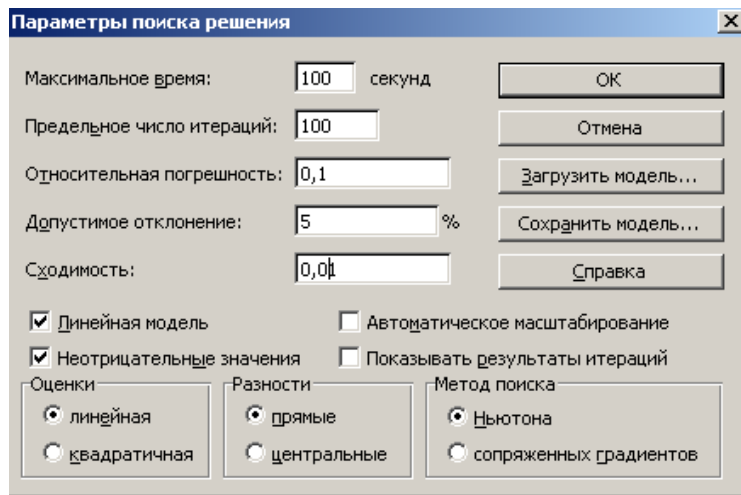 Параметры поиска решения
Максимальное время: 100 секунд
ОК
Предельное число итераций: 100
Отмена
Относительная погрешность: 0,1
Загрузить модель...
Допустимое отклонение: 5 %
Сохранить модель...
Сходимость: 0,01
Справка
Линейная модель
Автоматическое масштабирование
Неотрицательные значения
Показывать результаты итераций
Оценки
линейная
квадратичная
Разности
прямые
центральные
Метод поиска
Ньютона
сопряженных градиентов